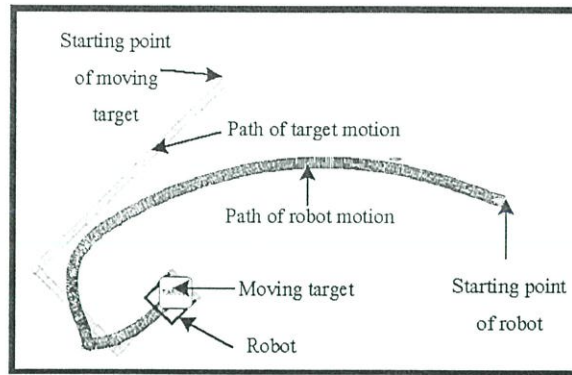 Starting point
of moving
target
Path of target motion
Path of robot motion
Moving target
Starting point
of robot
Robot